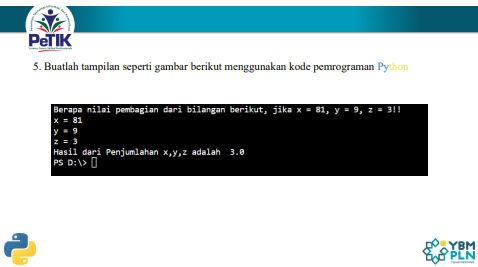 PeTIK
5. Buatlah tampilan seperti gambar berikut menggunakan kode pemrograman Python
Berapa nilai pembagian dari bilangan berikut, jika x = 81, y = 9, z = 3!!
x = 81
y = 9
z = 3
Hasil dari Penjumlahan x,y,z adalah  3.0
PS D:\>
YBM
PLN